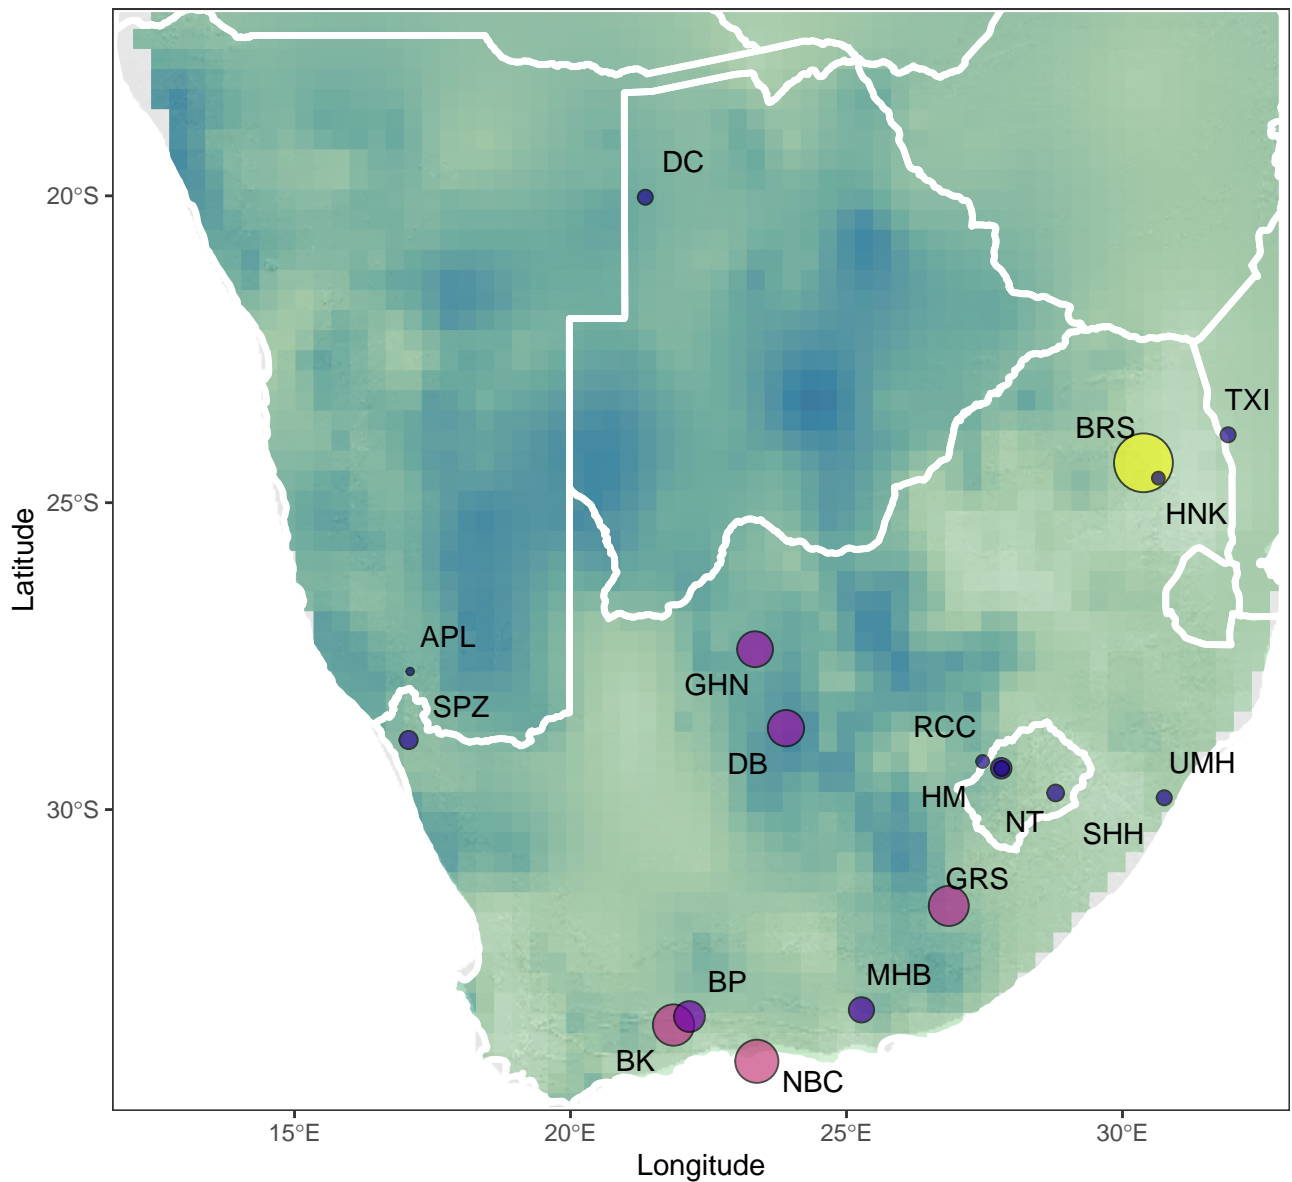 DC
20°S
TXI
BRS
25°S
HNK
Latitude
APL
GHN
SPZ
RCC
DB
UMH
HM
30°S
NT
SHH
GRS
MHB
BP
BK
NBC
15°E
20°E
25°E
30°E
Longitude